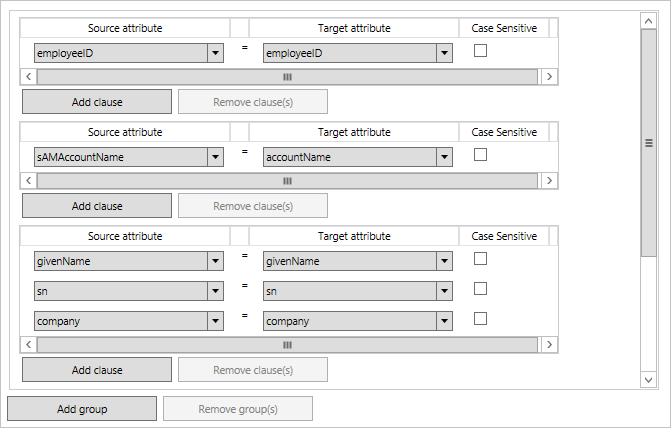 Source attribute Target attribute Case Sensitive
employeeID = employeeID
Add clause Remove clause(s)
Source attribute Target attribute Case Sensitive
sAMAccountName = accountName
Add clause Remove clause(s)
Source attribute Target attribute Case Sensitive
givenName = givenName
sn = sn
company = company
Add clause Remove clause(s)
Add group Remove group(s)